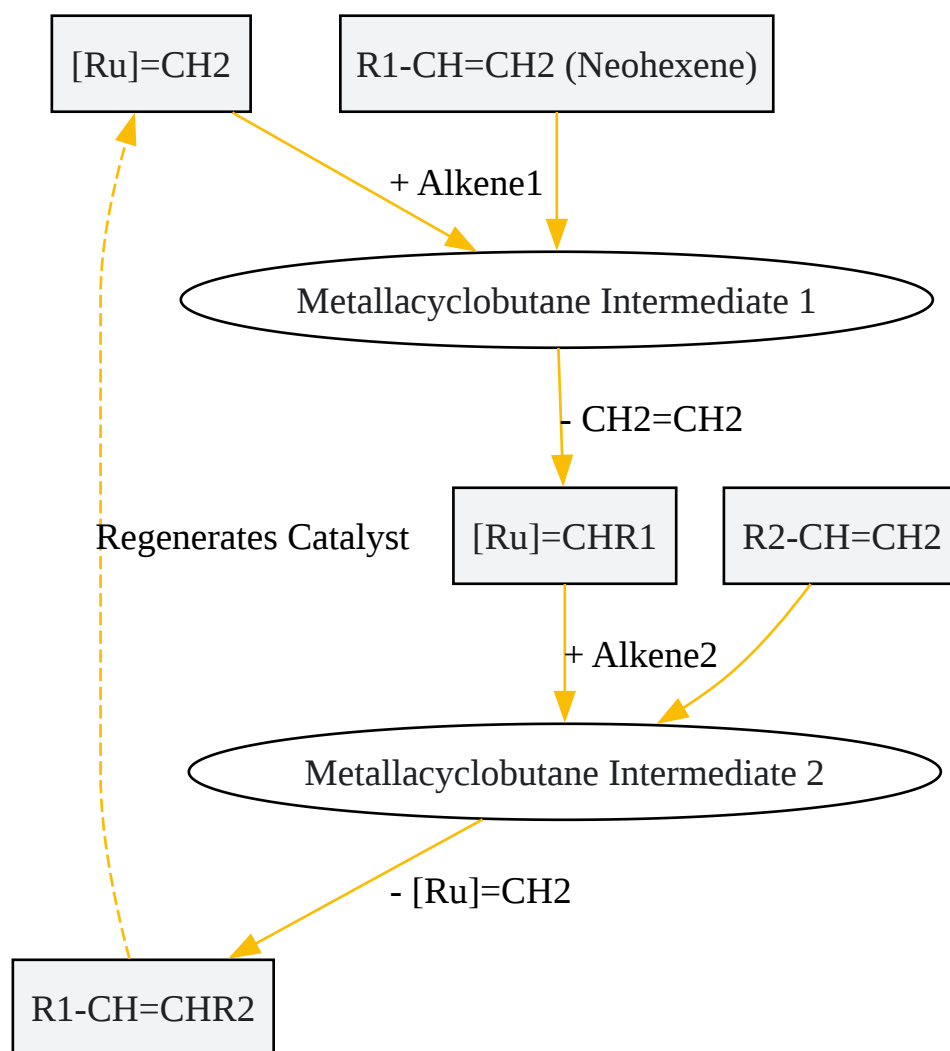 [Ru]=CH2
R1-CH=CH2 (Neohexene)
+ Alkene1
Metallacyclobutane Intermediate 1
- CH2=CH2
Regenerates Catalyst
[Ru]=CHR1
R2-CH=CH2
+ Alkene2
Metallacyclobutane Intermediate 2
- [Ru]=CH2
R1-CH=CHR2